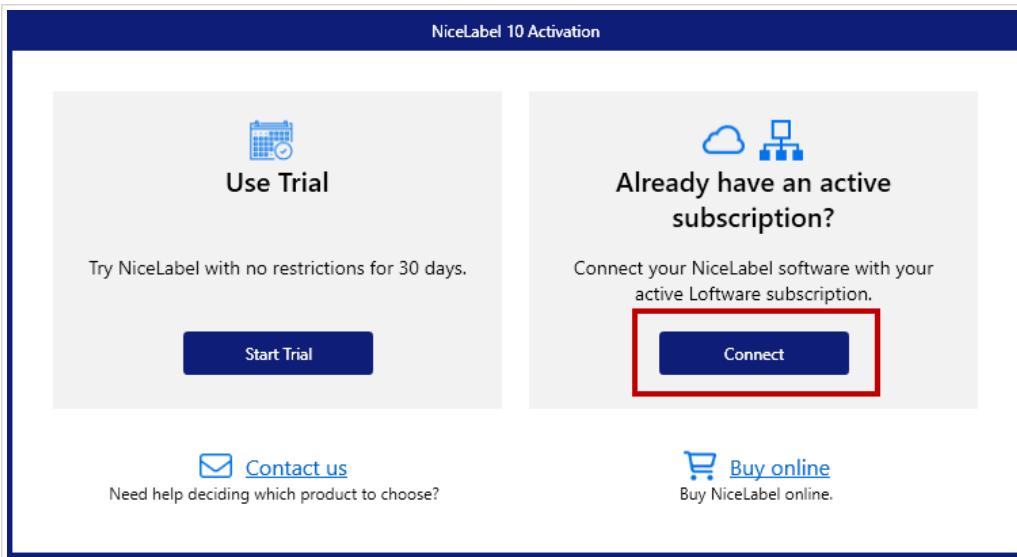 NiceLabel 10 Activation
Use Trial
Try NiceLabel with no restrictions for 30 days.
Start Trial
Already have an active
subscription?
Connect your NiceLabel software with your
active Loftware subscription.
Connect
Contact us
Need help deciding which product to choose?
Buy online
Buy NiceLabel online.